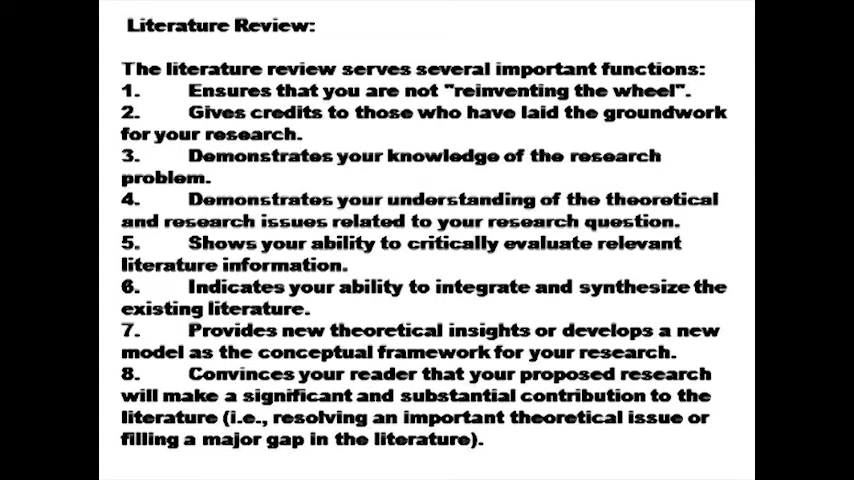 Literature Review:
The literature review serves several important functions:
1. Ensures that you are not "reinventing the wheel".
2. Gives credits to those who have laid the groundwork
for your research.
3. Demonstrates your knowledge of the research
problem.
4. Demonstrates your understanding of the theoretical
and research issues related to your research question.
5. Shows your ability to critically evaluate relevant
literature information.
6. Indicates your ability to integrate and synthesize the
existing literature.
7. Provides new theoretical insights or develops a new
model as the conceptual framework for your research.
8. Convinces your reader that your proposed research
will make a significant and substantial contribution to the
literature (i.e., resolving an important theoretical issue or
filling a major gap in the literature).